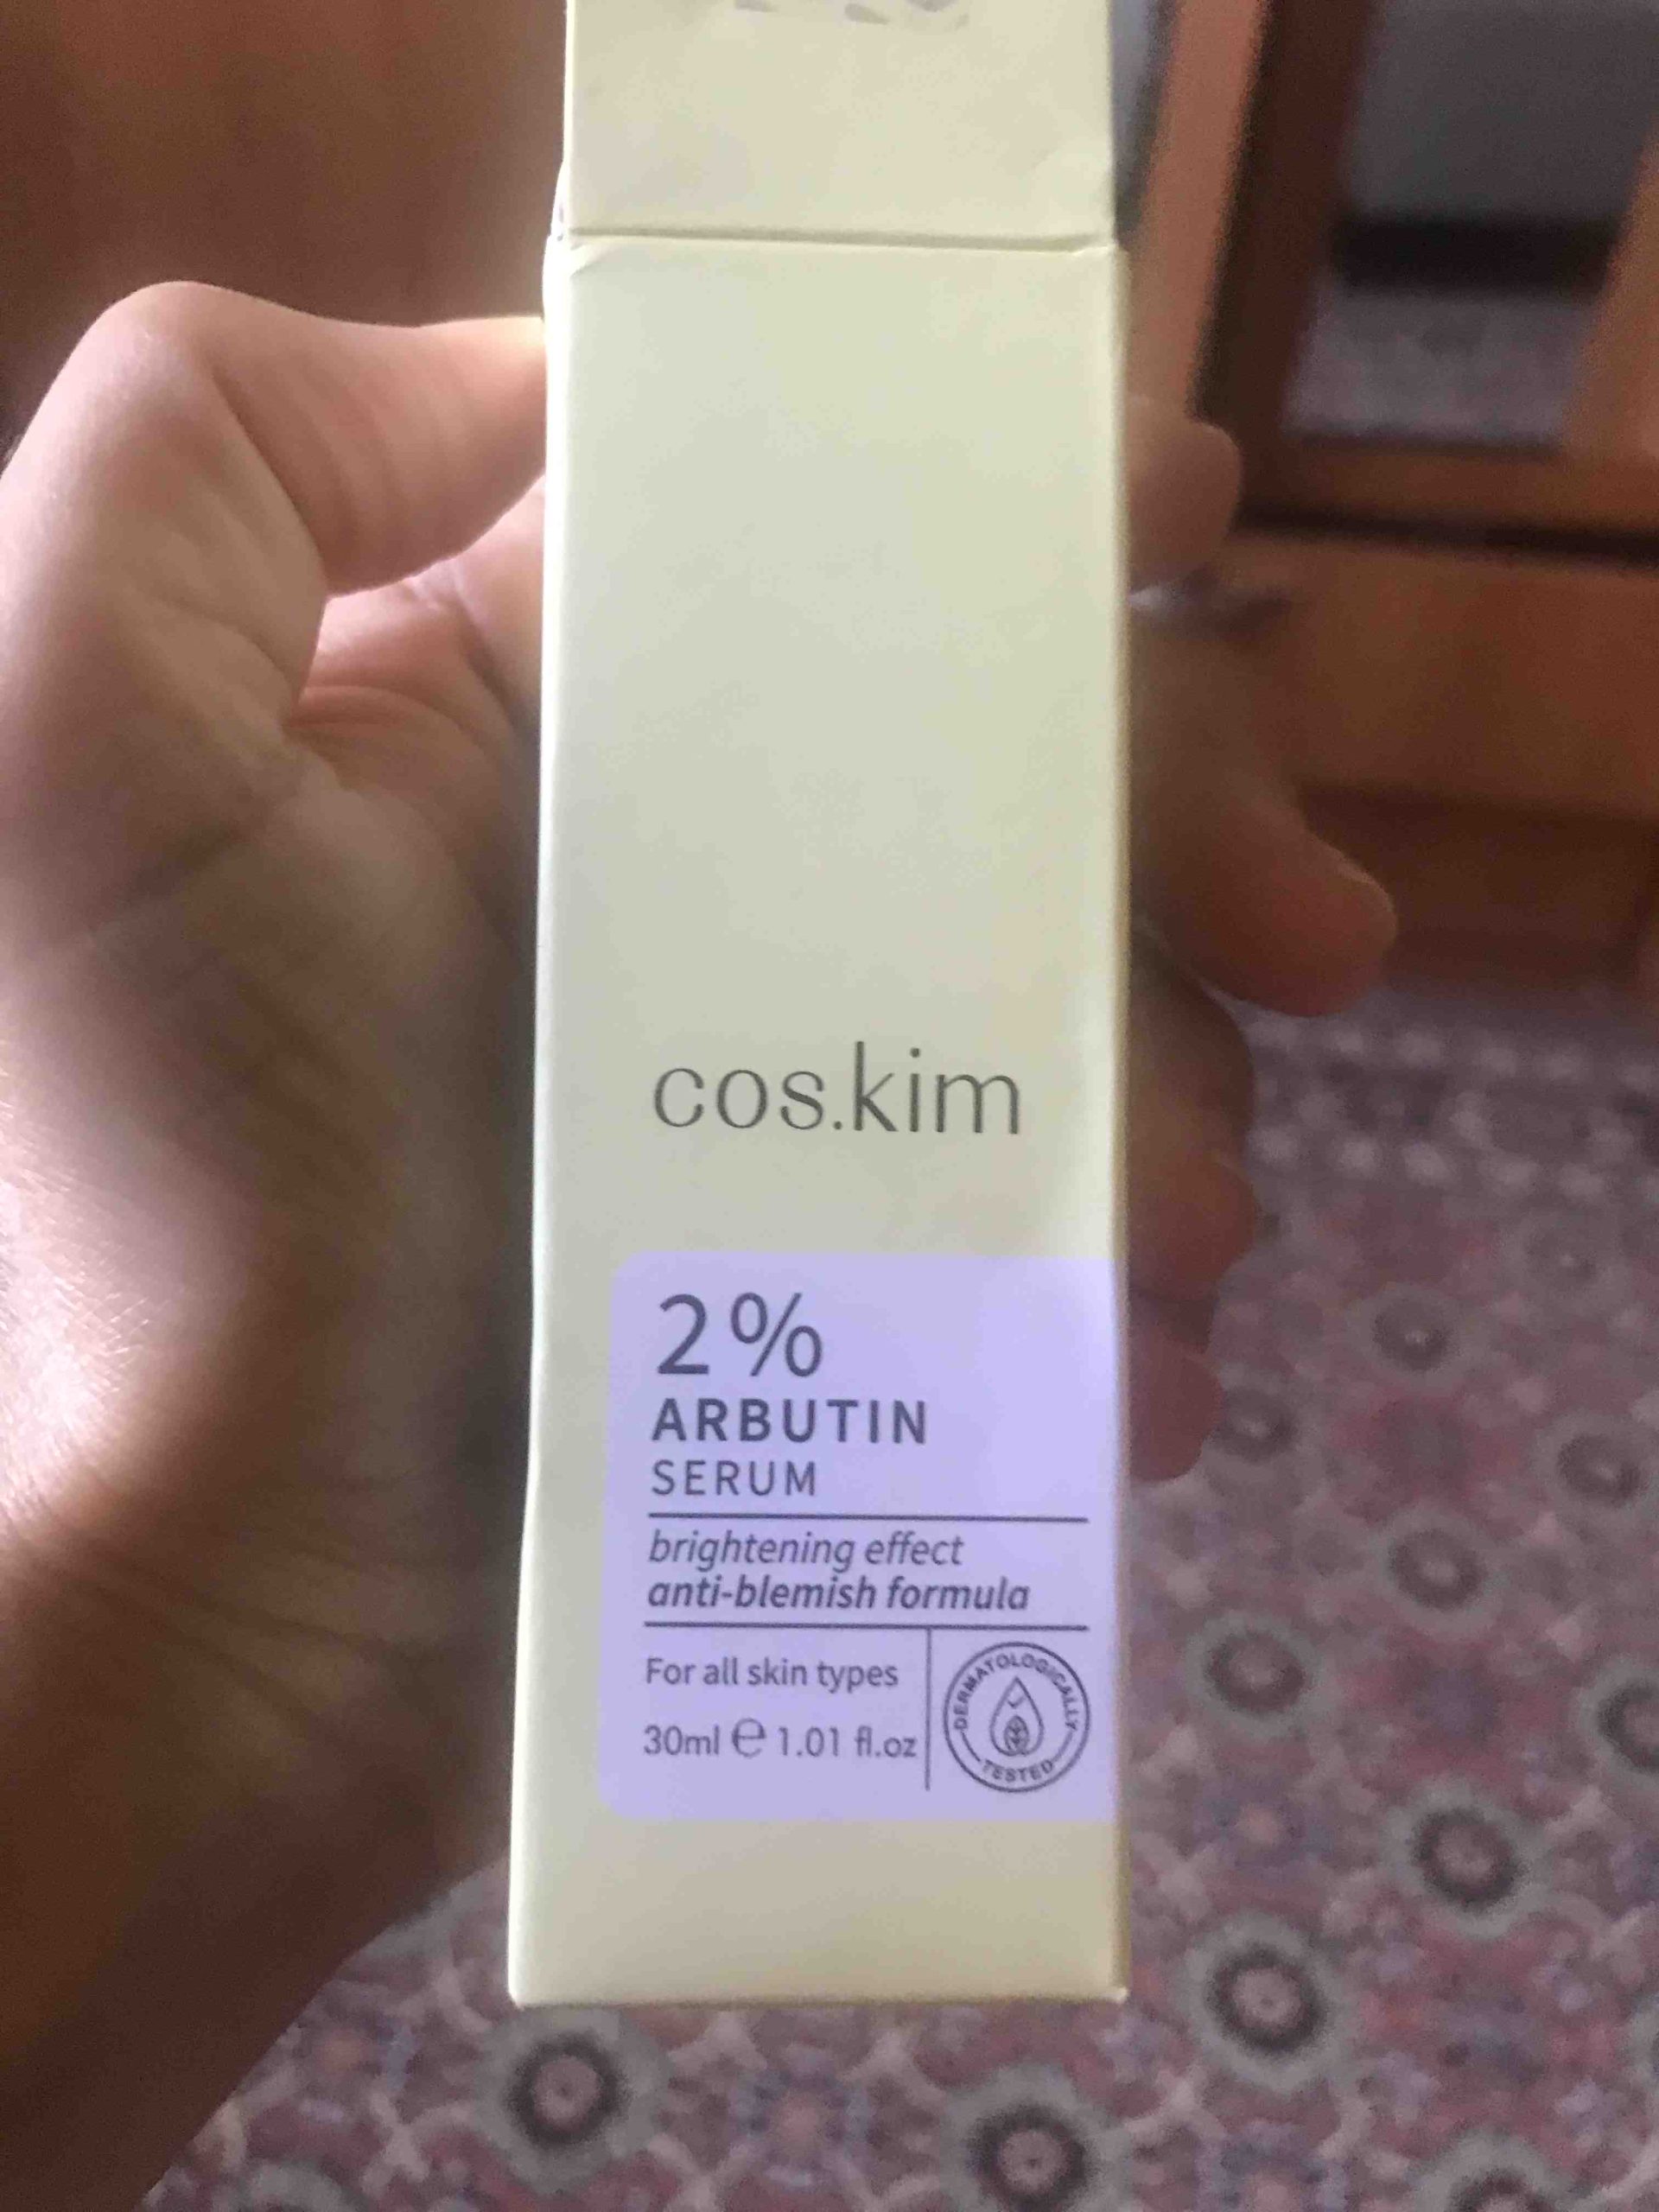 cos.kim
2%
ARBUTIN
SERUM
brightening effect
anti-blemish formula
For all skin types
30ml ℮ 1.01 fl.oz
DERMATOLOGICALLY
TESTED